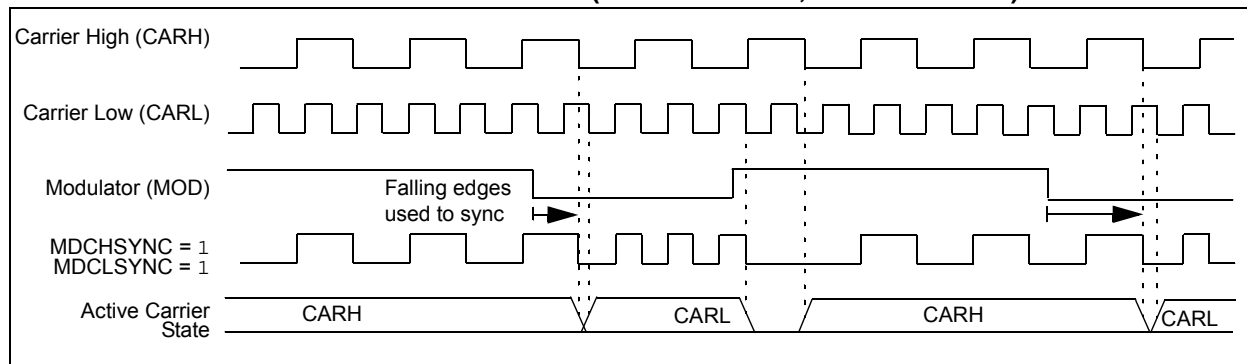 Carrier High (CARH)
Carrier Low (CARL)
Modulator (MOD)
Falling edges
used to sync
MDCHSYNC = 1
MDCLSYNC = 1
Active Carrier
State
CARH
CARL
CARH
CARL